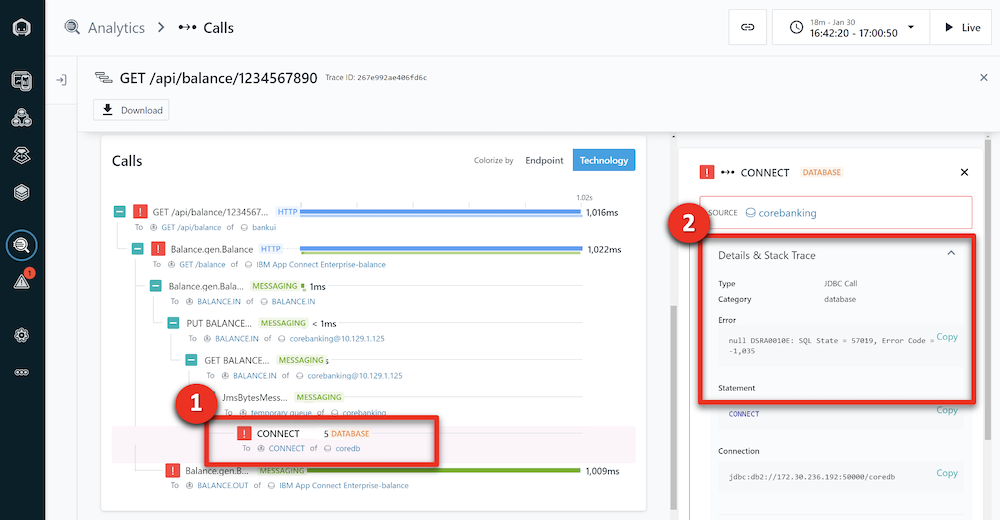 Analytics > Calls
18m - Jan 30
16:42:20 - 17:00:50
Live
1
GET /api/balance/1234567890 Trace ID: 267e992ae406fd6c
Download
Calls
Colorize by Endpoint Technology
1.02s
GET /api/balance/1234567... HTTP 1,016ms
To GET /api/balance of bankui
Balance.gen.Balance HTTP 1,022ms
To GET /balance of IBM App Connect Enterprise-balance
Balance.gen.Bala... MESSAGING 1ms
To BALANCE.IN of BALANCE.IN
PUT BALANCE... MESSAGING < 1ms
To BALANCE.IN of corebanking@10.129.1.125
GET BALANCE... MESSAGING
To BALANCE.IN of corebanking@10.129.1.125
JmsBytesMess... MESSAGING
To temporary queue of corebanking
1
CONNECT 5 DATABASE
To CONNECT of coredb
Balance.gen.B... MESSAGING 1,009ms
To BALANCE.OUT of IBM App Connect Enterprise-balance
CONNECT DATABASE
2
SOURCE corebanking
Details & Stack Trace
Type JDBC Call
Category database
Error
Copy
null DSRA0010E: SQL State = 57019, Error Code =
-1,035
Statement
Copy
CONNECT
Connection
Copy
jdbc:db2://172.30.236.192:50000/coredb